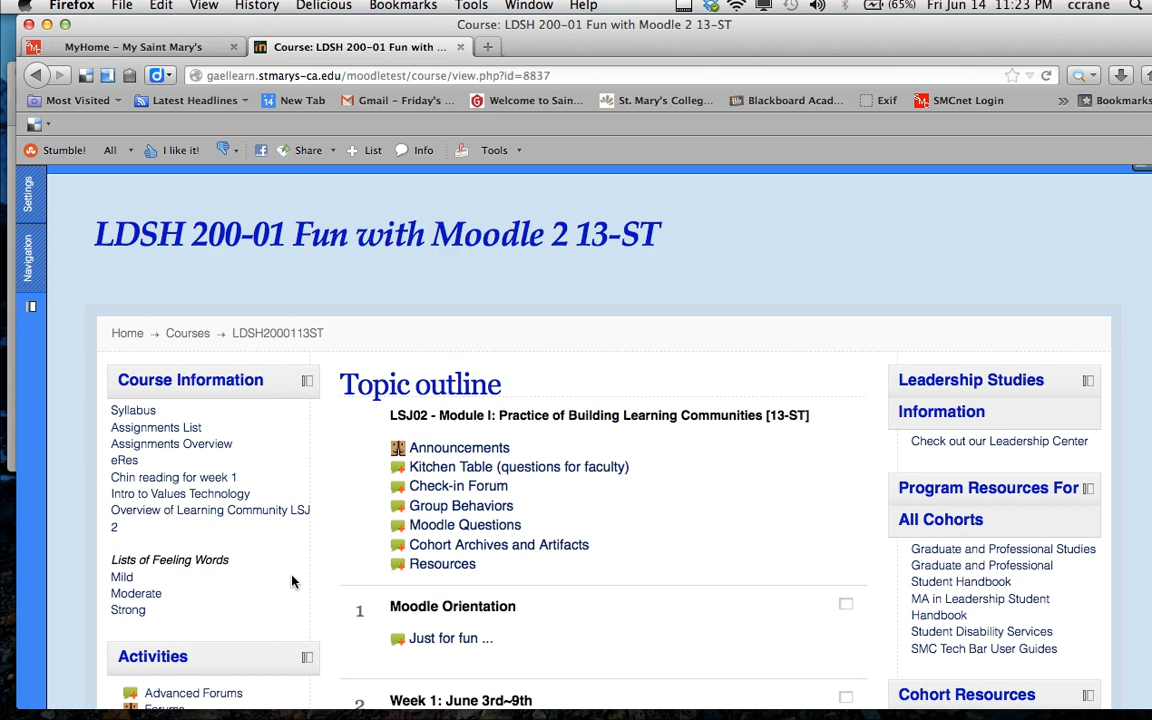 Firefox File Edit View History Delicious Bookmarks Tools Window Help (65%) Fri Jun 14 11:23 PM ccrane
Course: LDSH 200-01 Fun with Moodle 2 13-ST
MyHome - My Saint Mary's Course: LDSH 200-01 Fun with ...
gaellearn.stmarys-ca.edu/moodletest/course/view.php?id=8837
Most Visited Latest Headlines 14 New Tab Gmail - Friday's ... Welcome to Sain... St. Mary's Colleg... Bb Blackboard Acad... Exif SMCnet Login » Bookmarks
Stumble! All I like it! Share List Info Tools
Settings
Navigation
LDSH 200-01 Fun with Moodle 2 13-ST
Home → Courses → LDSH2000113ST
Course Information
Syllabus
Assignments List
Assignments Overview
eRes
Chin reading for week 1
Intro to Values Technology
Overview of Learning Community LSJ
2
Lists of Feeling Words
Mild
Moderate
Strong
Activities
Advanced Forums
Forums
Topic outline
LSJ02 - Module I: Practice of Building Learning Communities [13-ST]
Announcements
Kitchen Table (questions for faculty)
Check-in Forum
Group Behaviors
Moodle Questions
Cohort Archives and Artifacts
Resources
1 Moodle Orientation
Just for fun ...
2 Week 1: June 3rd~9th
Leadership Studies
Information
Check out our Leadership Center
Program Resources For
All Cohorts
Graduate and Professional Studies
Graduate and Professional
Student Handbook
MA in Leadership Student
Handbook
Student Disability Services
SMC Tech Bar User Guides
Cohort Resources